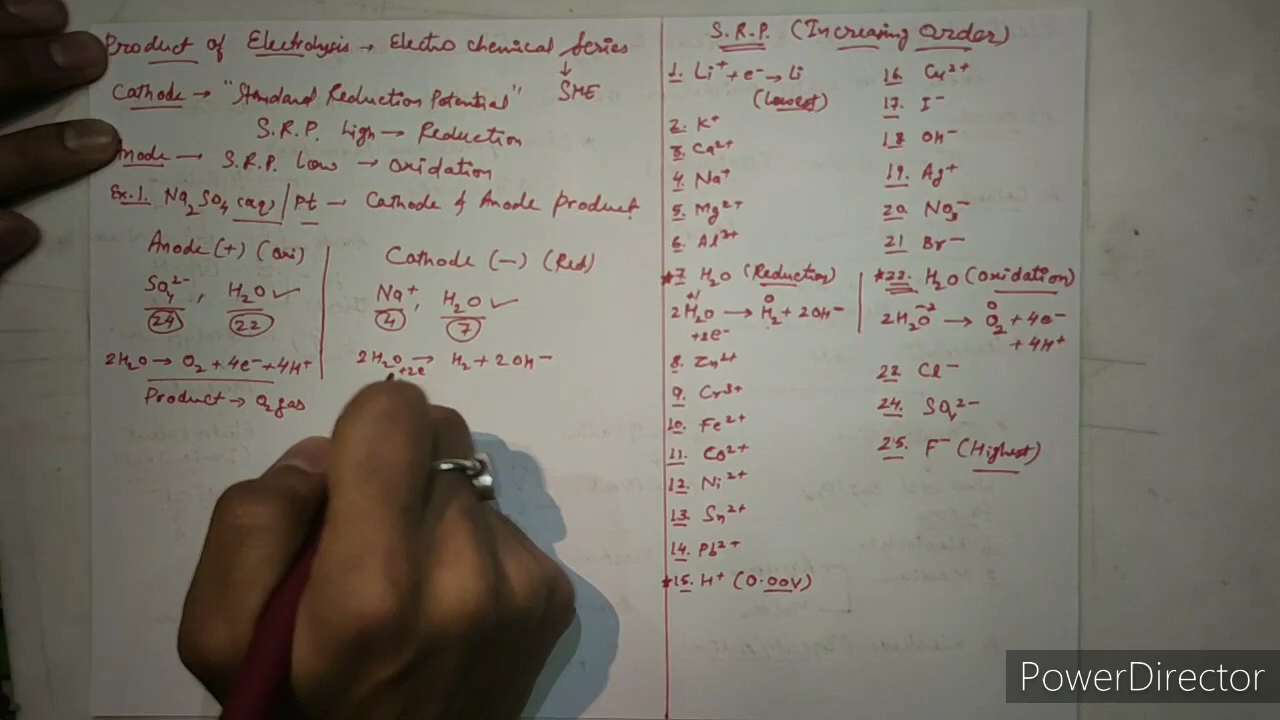 Product of Electrolysis → Electro chemical Series
↓
SME
Cathode → "Standard Reduction Potential"
S.R.P. high → Reduction
Anode → S.R.P. Low → Oxidation
Ex.1. Na2SO4(aq)/Pt → Cathode & Anode Product
Anode (+) (Oxi)
SO4^2-, H2O ✓
24 22
2H2O → O2 + 4e- + 4H+
Product → O2 gas
Cathode (-) (Red)
Na+, H2O ✓
4 7
2H2O → H2 + 2OH-
+2e
S.R.P. (Increasing Order)
1. Li+ + e- → Li
(Lowest)
2. K+
3. Ca2+
4. Na+
5. Mg2+
6. Al3+
*7. H2O (Reduction)
+1 0
2H2O → H2 + 2OH-
+2e-
8. Zn2+
9. Cr3+
10. Fe2+
11. Co2+
12. Ni2+
13. Sn2+
14. Pb2+
*15. H+ (0.00V)
16. Cu2+
17. I-
18 OH-
19. Ag+
20. NO3-
21 Br-
*22. H2O (Oxidation)
-2 0
2H2O → O2 + 4e-
+ 4H+
Cl-
24. SO4^2-
25. F- (Highest)
PowerDirector